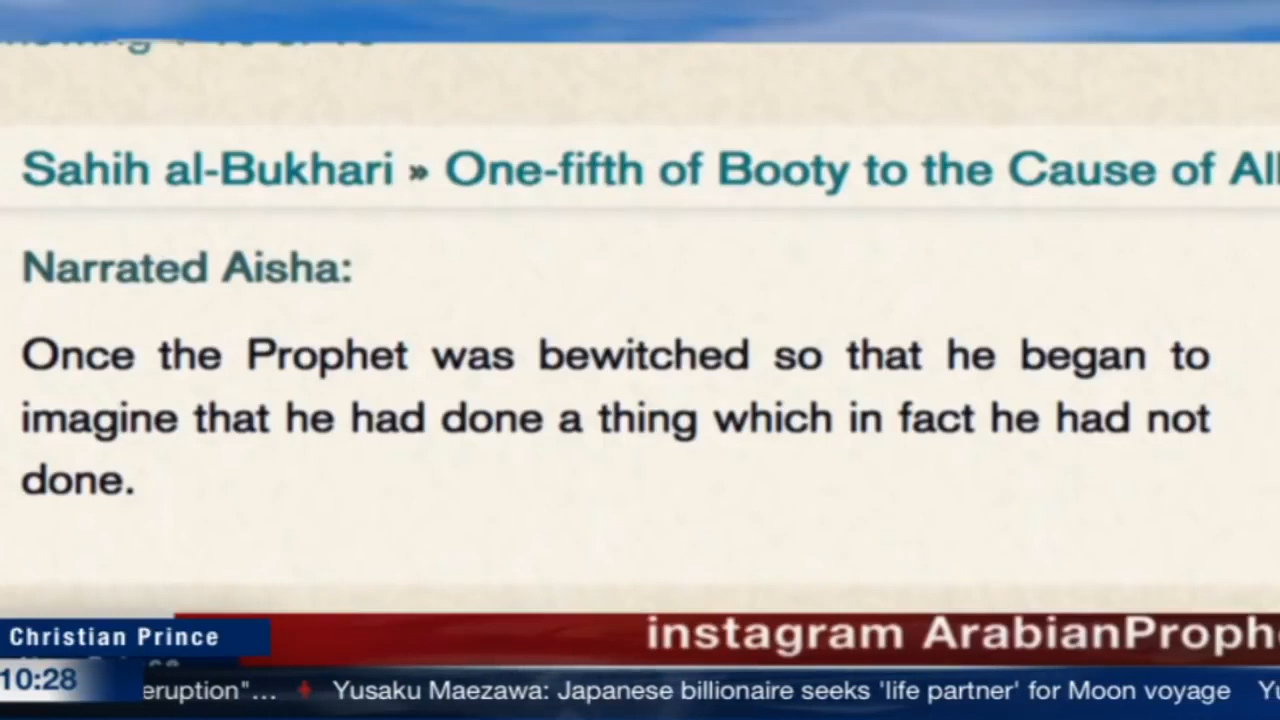 Sahih al-Bukhari » One-fifth of Booty to the Cause of All
Narrated Aisha:
Once the Prophet was bewitched so that he began to
imagine that he had done a thing which in fact he had not
done.
Christian Prince
instagram ArabianProph
10:28
eruption"... Yusaku Maezawa: Japanese billionaire seeks 'life partner' for Moon voyage Yu